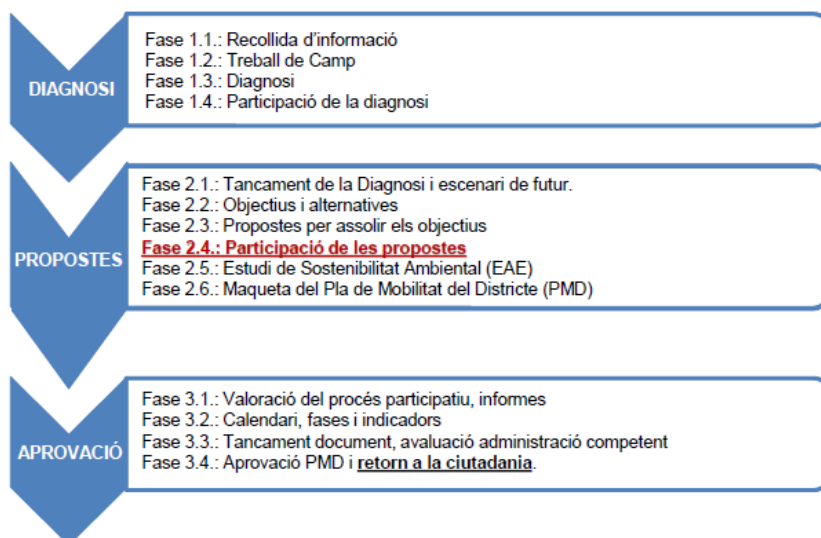 DIAGNOSI
Fase 1.1.: Recollida d'informació
Fase 1.2.: Treball de Camp
Fase 1.3.: Diagnosi
Fase 1.4.: Participació de la diagnosi
PROPOSTES
Fase 2.1.: Tancament de la Diagnosi i escenari de futur.
Fase 2.2.: Objectius i alternatives
Fase 2.3.: Propostes per assolir els objectius
Fase 2.4.: Participació de les propostes
Fase 2.5.: Estudi de Sostenibilitat Ambiental (EAE)
Fase 2.6.: Maqueta del Pla de Mobilitat del Districte (PMD)
APROVACIÓ
Fase 3.1.: Valoració del procés participatiu, informes
Fase 3.2.: Calendari, fases i indicadors
Fase 3.3.: Tancament document, avaluació administració competent
Fase 3.4.: Aprovació PMD i retorn a la ciutadania.